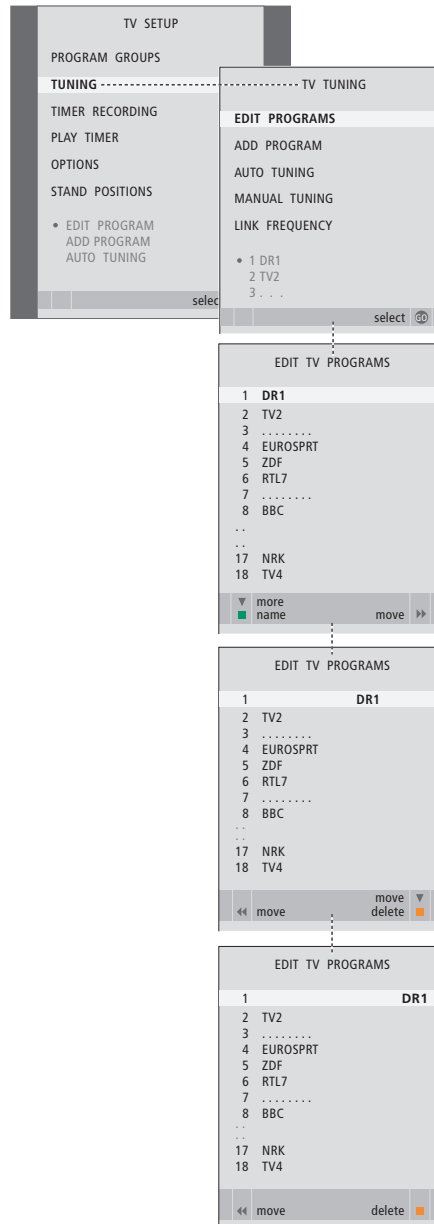 TV SETUP
PROGRAM GROUPS
TUNING
TIMER RECORDING
PLAY TIMER
OPTIONS
STAND POSITIONS
• EDIT PROGRAM
ADD PROGRAM
AUTO TUNING
selec
TV TUNING
EDIT PROGRAMS
ADD PROGRAM
AUTO TUNING
MANUAL TUNING
LINK FREQUENCY
• 1 DR1
2 TV2
3 . . .
select GO
EDIT TV PROGRAMS
1 DR1
2 TV2
3 ........
4 EUROSPRT
5 ZDF
6 RTL7
7 ........
8 BBC
. .
. .
17 NRK
18 TV4
more
name move
EDIT TV PROGRAMS
1 DR1
2 TV2
3 ........
4 EUROSPRT
5 ZDF
6 RTL7
7 ........
8 BBC
. .
. .
17 NRK
18 TV4
move
move delete
EDIT TV PROGRAMS
1 DR1
2 TV2
3 ........
4 EUROSPRT
5 ZDF
6 RTL7
7 ........
8 BBC
. .
. .
17 NRK
18 TV4
move delete